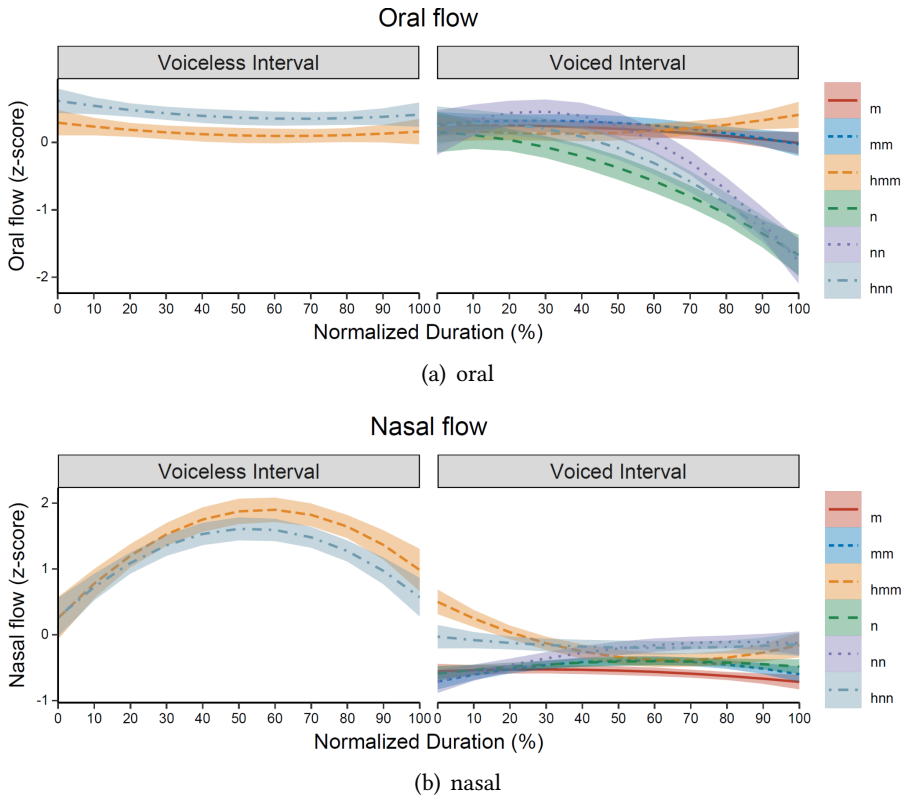 Oral flow
Voiceless Interval
Voiced Interval
Oral flow (z-score)
0
-1
-2
0 10 20 30 40 50 60 70 80 90 100
0 10 20 30 40 50 60 70 80 90 100
Normalized Duration (%)
m
mm
hmm
n
nn
hnn
(a) oral
Nasal flow
Voiceless Interval
Voiced Interval
Nasal flow (z-score)
2
1
0
-1
0 10 20 30 40 50 60 70 80 90 100
0 10 20 30 40 50 60 70 80 90 100
Normalized Duration (%)
m
mm
hmm
n
nn
hnn
(b) nasal